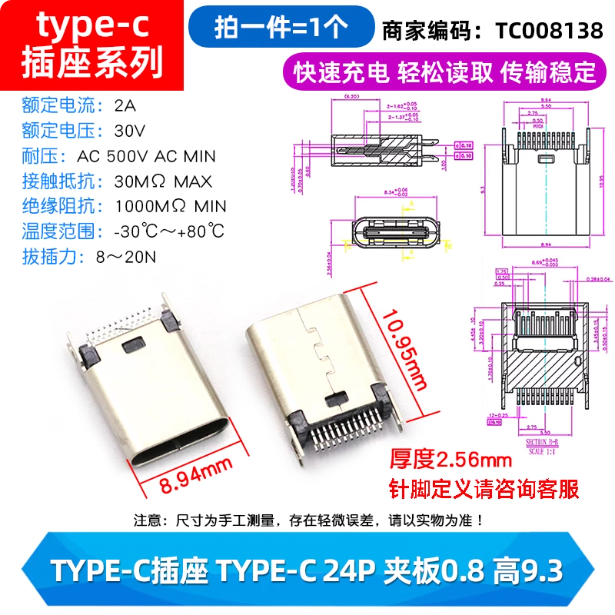 type-c
插座系列
拍一件=1个
商家编码：TC008138
快速充电 轻松读取 传输稳定
额定电流：2A
额定电压：30V
耐压：AC 500V AC MIN
接触抵抗：30MΩ MAX
绝缘阻抗：1000MΩ MIN
温度范围：-30℃～+80℃
拔插力：8～20N
8.94mm
10.95mm
厚度2.56mm
针脚定义请咨询客服
SECTION B-B
SCALE 1:1
注意：尺寸为手工测量，存在轻微误差，请以实物为准！
TYPE-C插座 TYPE-C 24P 夹板0.8 高9.3